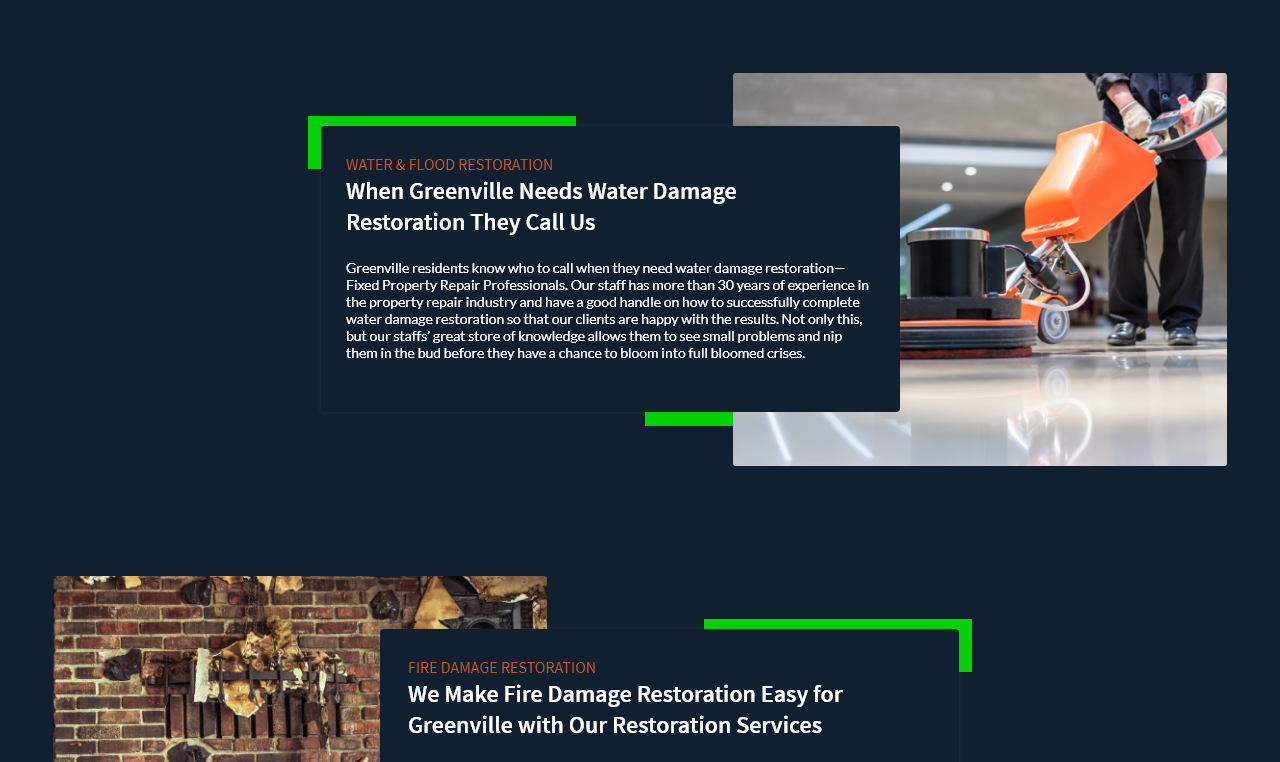 WATER & FLOOD RESTORATION
When Greenville Needs Water Damage
Restoration They Call Us
Greenville residents know who to call when they need water damage restoration—
Fixed Property Repair Professionals. Our staff has more than 30 years of experience in
the property repair industry and have a good handle on how to successfully complete
water damage restoration so that our clients are happy with the results. Not only this,
but our staffs’ great store of knowledge allows them to see small problems and nip
them in the bud before they have a chance to bloom into full bloomed crises.
FIRE DAMAGE RESTORATION
We Make Fire Damage Restoration Easy for
Greenville with Our Restoration Services